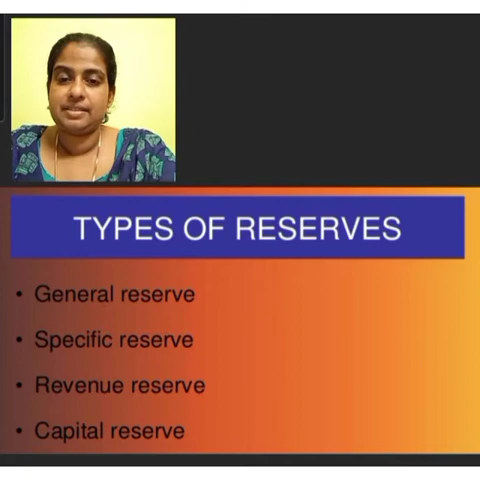 TYPES OF RESERVES
• General reserve
• Specific reserve
• Revenue reserve
• Capital reserve